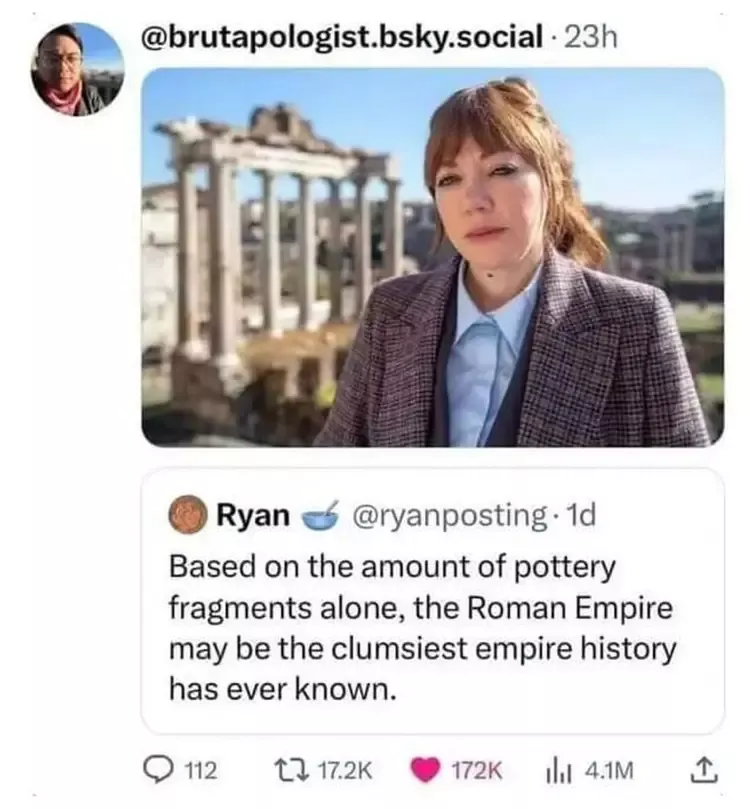 @brutapologist.bsky.social · 23h
Ryan @ryanposting · 1d
Based on the amount of pottery
fragments alone, the Roman Empire
may be the clumsiest empire history
has ever known.
112 17.2K 172K 4.1M